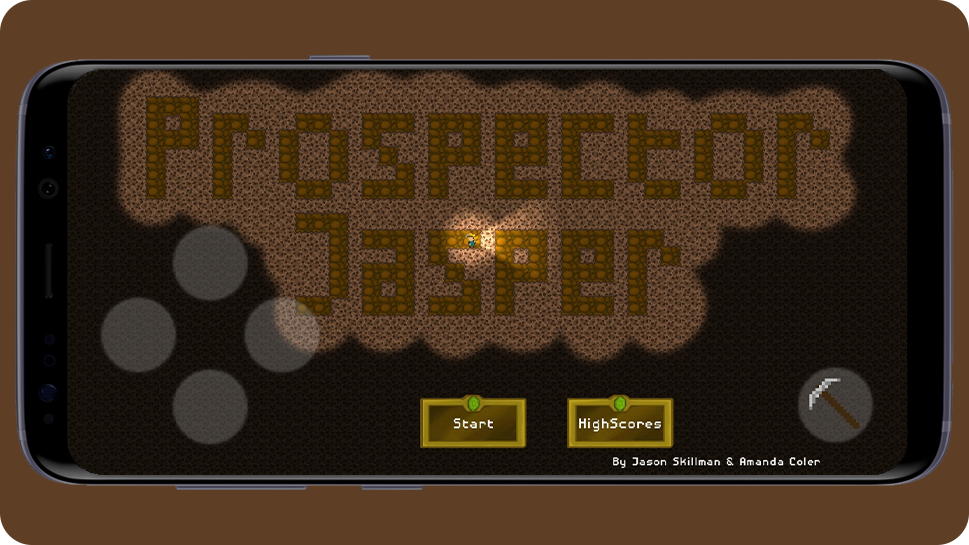 Prospector
Jasper
Start
HighScores
By Jason Skillman & Amanda Coler